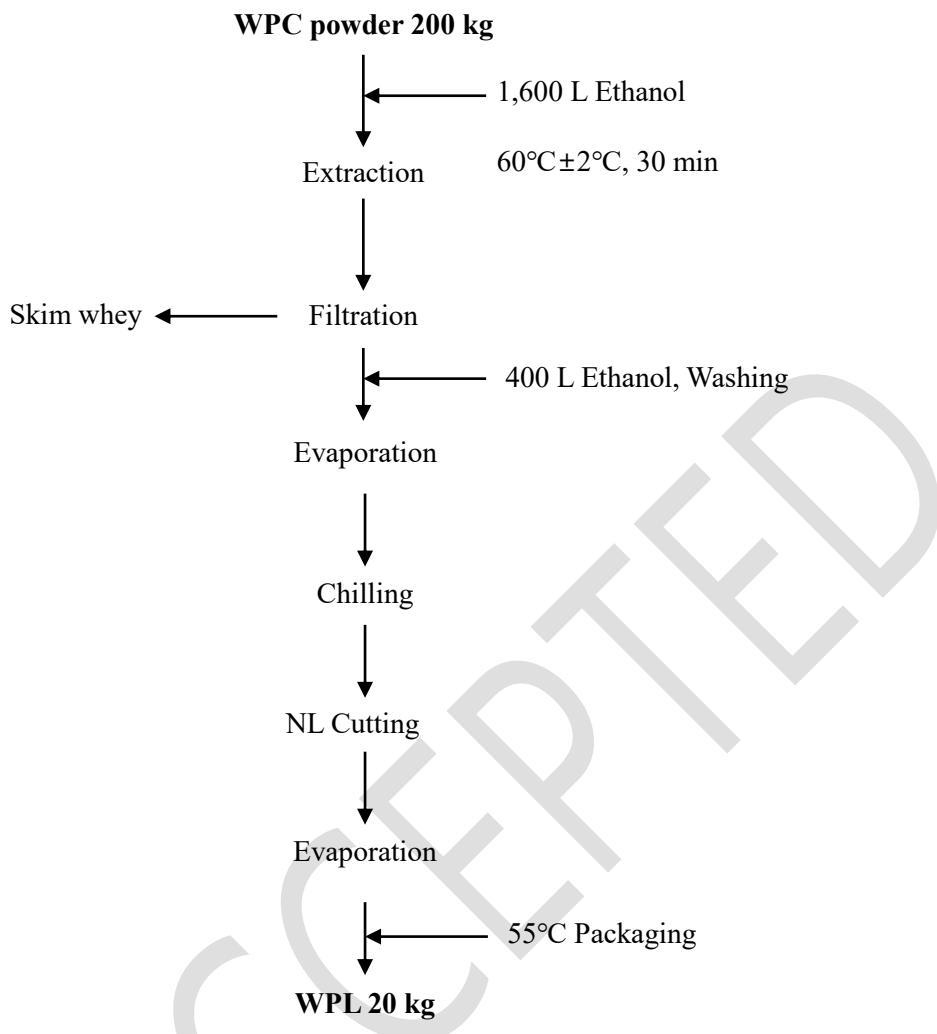 WPC powder 200 kg
1,600 L Ethanol
Extraction
60℃±2℃, 30 min
Skim whey
Filtration
400 L Ethanol, Washing
Evaporation
Chilling
NL Cutting
Evaporation
55℃ Packaging
WPL 20 kg
CCEPTED